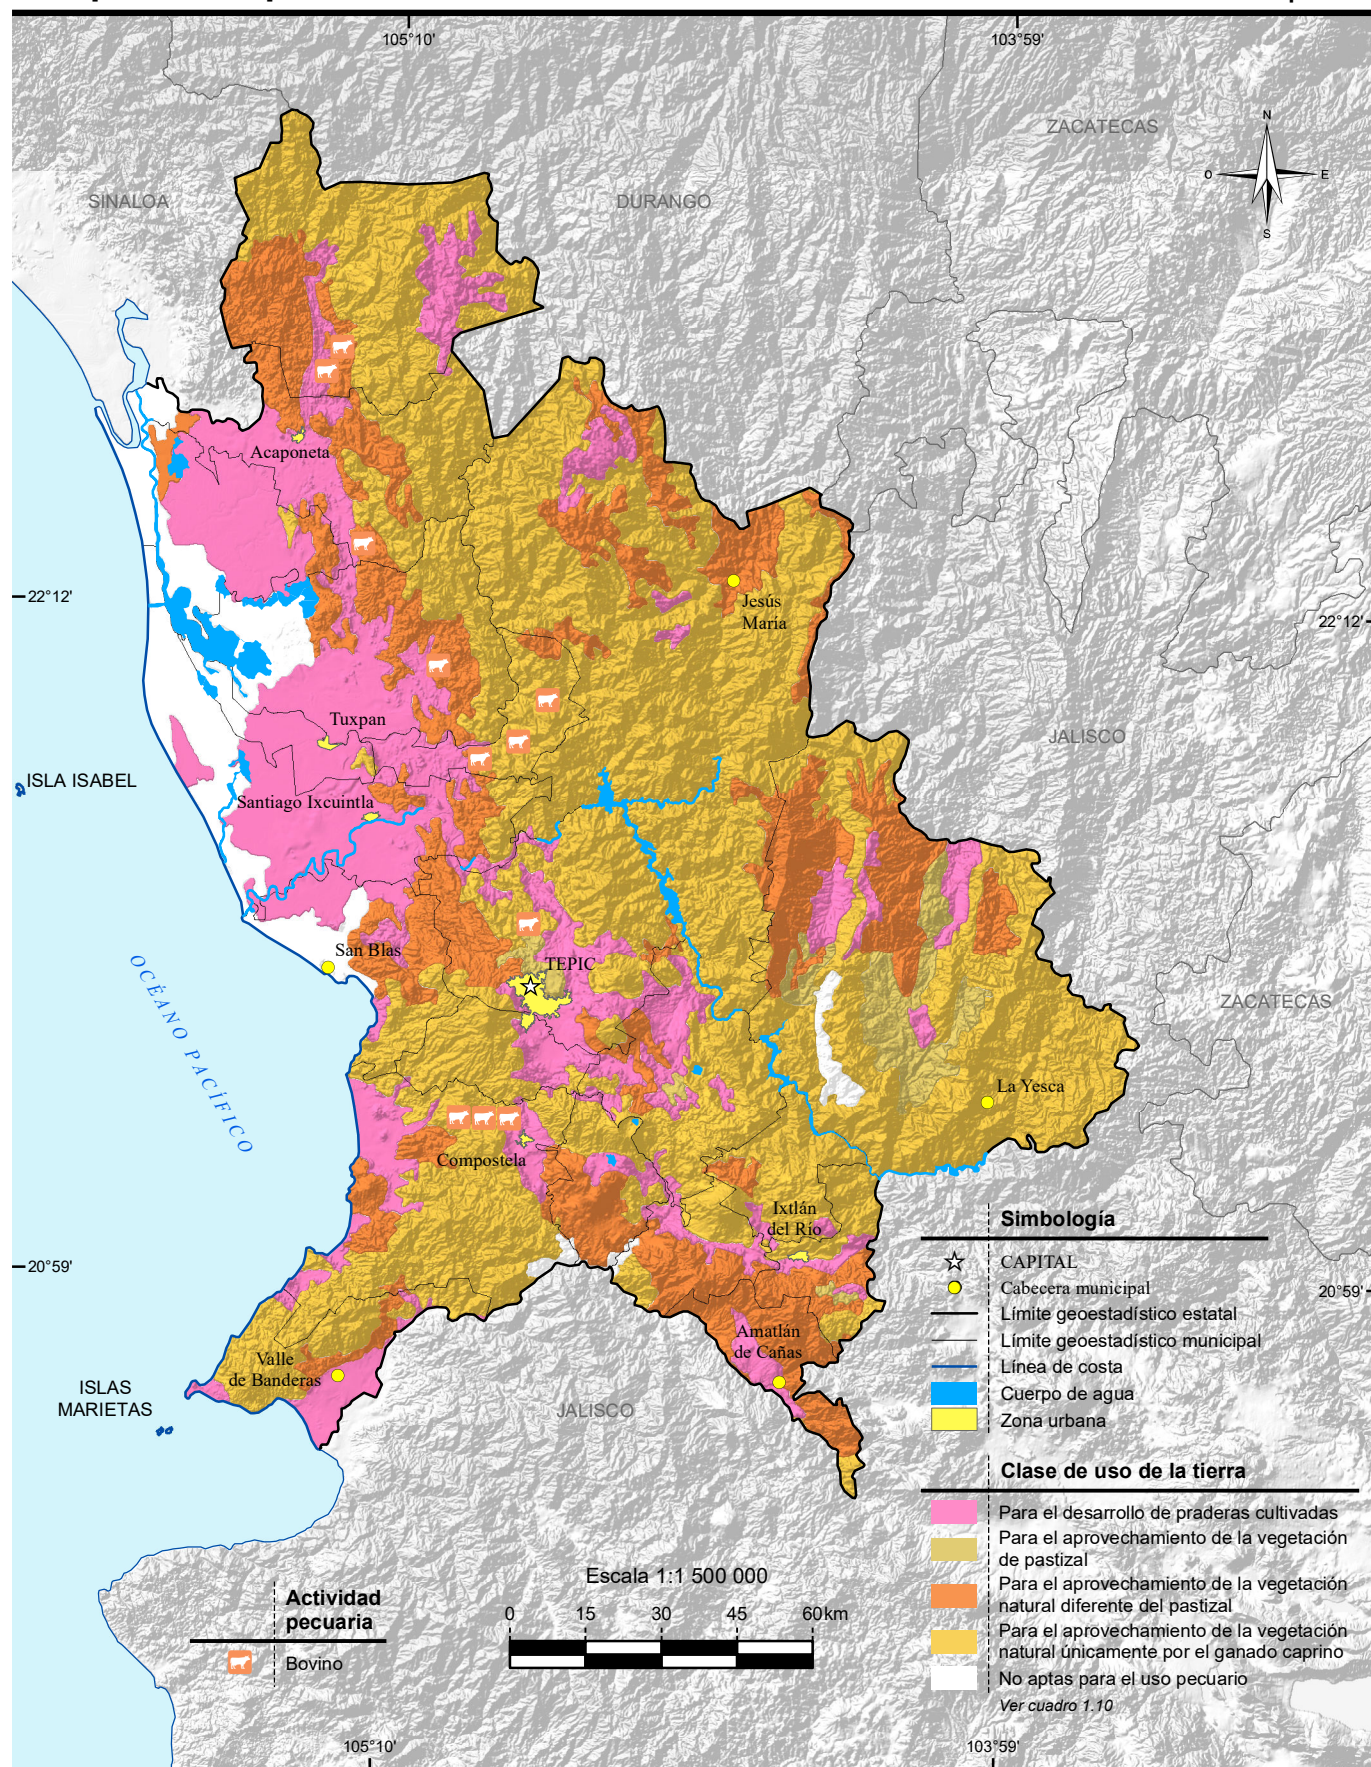 105°10'
103°59'
ZACATECAS
N
O
E
S
SINALOA
DURANGO
Acaponeta
22°12'
Jesús
María
22°12'
Tuxpan
JALISCO
ISLA ISABEL
Santiago Ixcuintla
San Blas
TEPIC
OCÉANO PACÍFICO
ZACATECAS
La Yesca
Compostela
Ixtlán
del Río
20°59'
20°59'
Amatlán
de Cañas
Valle
de Banderas
ISLAS
MARIETAS
JALISCO
Simbología
CAPITAL
Cabecera municipal
Límite geoestadístico estatal
Límite geoestadístico municipal
Línea de costa
Cuerpo de agua
Zona urbana
Clase de uso de la tierra
Para el desarrollo de praderas cultivadas
Para el aprovechamiento de la vegetación
de pastizal
Para el aprovechamiento de la vegetación
natural diferente del pastizal
Para el aprovechamiento de la vegetación
natural únicamente por el ganado caprino
No aptas para el uso pecuario
Ver cuadro 1.10
Actividad
pecuaria
Bovino
Escala 1:1 500 000
0 15 30 45 60 km
105°10'
103°59'